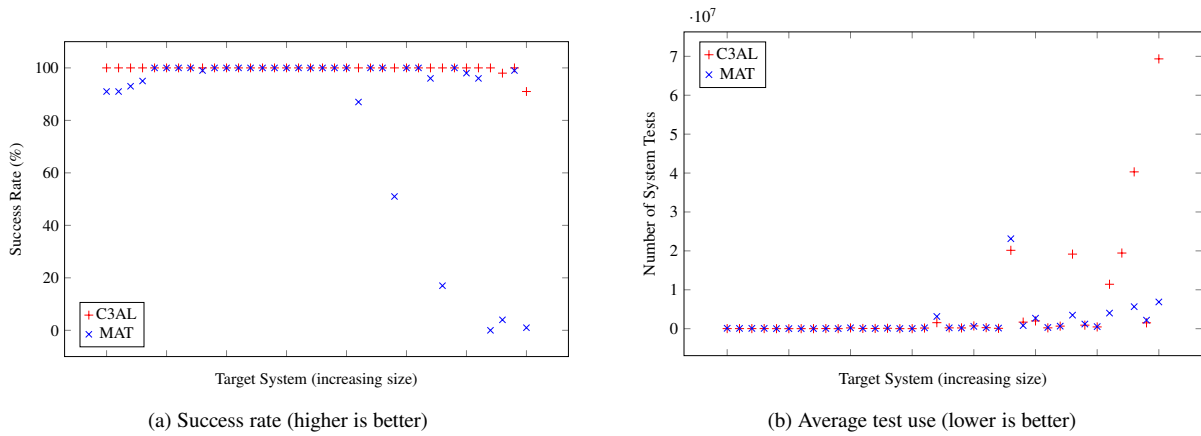 100
80
60
40
20
0
Success Rate (%)
C3AL
MAT
Target System (increasing size)
(a) Success rate (higher is better)
·10⁷
7
6
5
4
3
2
1
0
Number of System Tests
C3AL
MAT
Target System (increasing size)
(b) Average test use (lower is better)